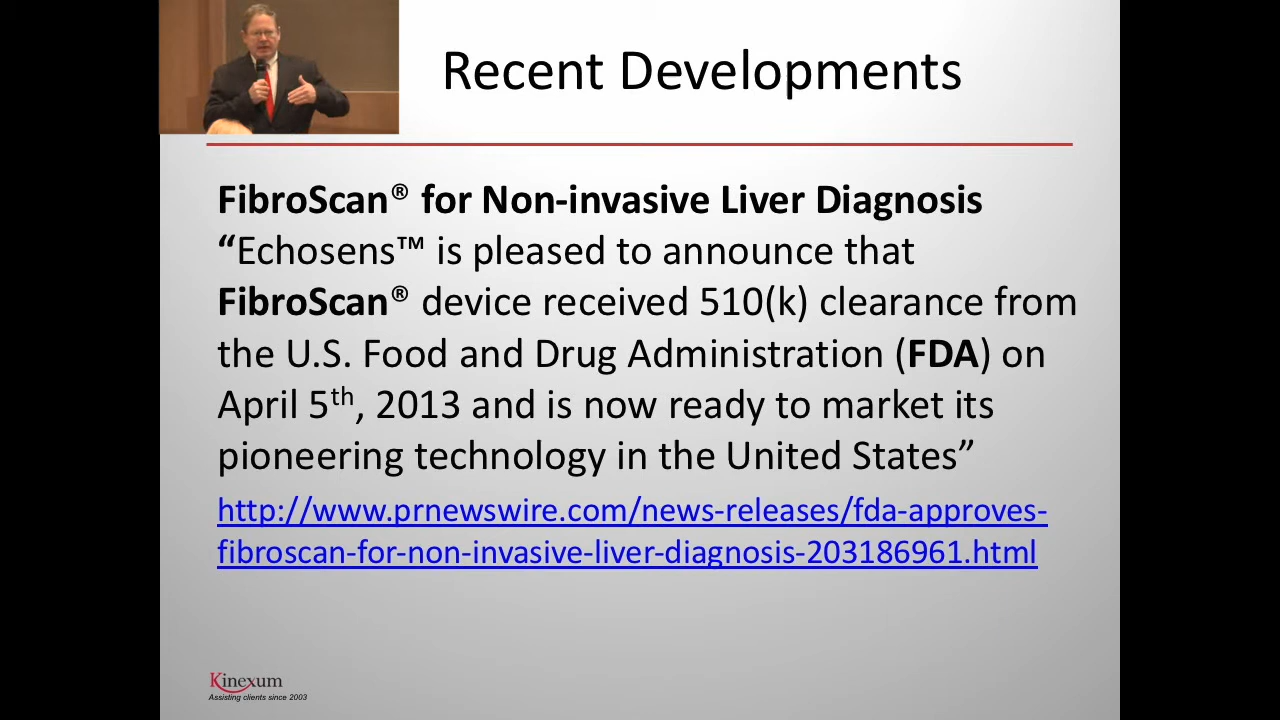 Recent Developments
FibroScan® for Non-invasive Liver Diagnosis
“Echosens™ is pleased to announce that
FibroScan® device received 510(k) clearance from
the U.S. Food and Drug Administration (FDA) on
April 5th, 2013 and is now ready to market its
pioneering technology in the United States”
http://www.prnewswire.com/news-releases/fda-approves-
fibroscan-for-non-invasive-liver-diagnosis-203186961.html
Kinexum
Assisting clients since 2003